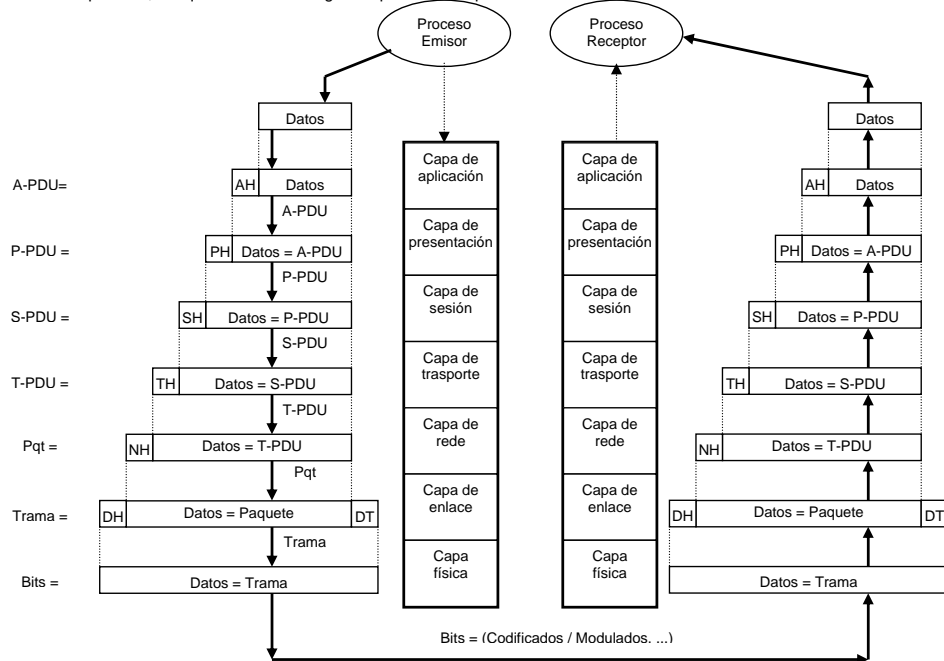 Proceso
Emisor
Proceso
Receptor
Datos
Datos
Capa de
aplicación
Capa de
aplicación
A-PDU=
AH
Datos
AH
Datos
A-PDU
Capa de
presentación
Capa de
presentación
P-PDU =
PH
Datos = A-PDU
PH
Datos = A-PDU
P-PDU
Capa de
sesión
Capa de
sesión
S-PDU =
SH
Datos = P-PDU
SH
Datos = P-PDU
S-PDU
Capa de
trasporte
Capa de
trasporte
T-PDU =
TH
Datos = S-PDU
TH
Datos = S-PDU
T-PDU
Capa de
rede
Capa de
rede
Pqt =
NH
Datos = T-PDU
NH
Datos = T-PDU
Pqt
Capa de
enlace
Capa de
enlace
Trama =
DH
Datos = Paquete
DT
DH
Datos = Paquete
DT
Trama
Capa
física
Capa
física
Bits =
Datos = Trama
Datos = Trama
Bits = (Codificados / Modulados, ...)